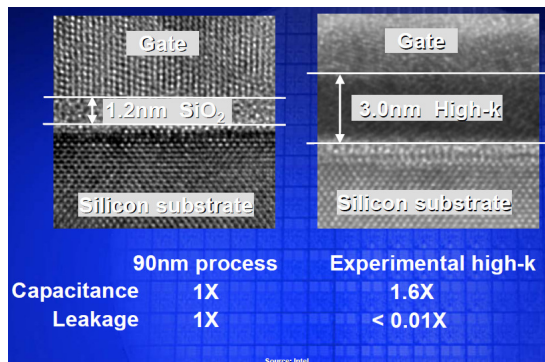 Gate
1.2nm SiO₂
Silicon substrate
Gate
3.0nm High-k
Silicon substrate
90nm process Experimental high-k
Capacitance 1X 1.6X
Leakage 1X < 0.01X
Source: Intel